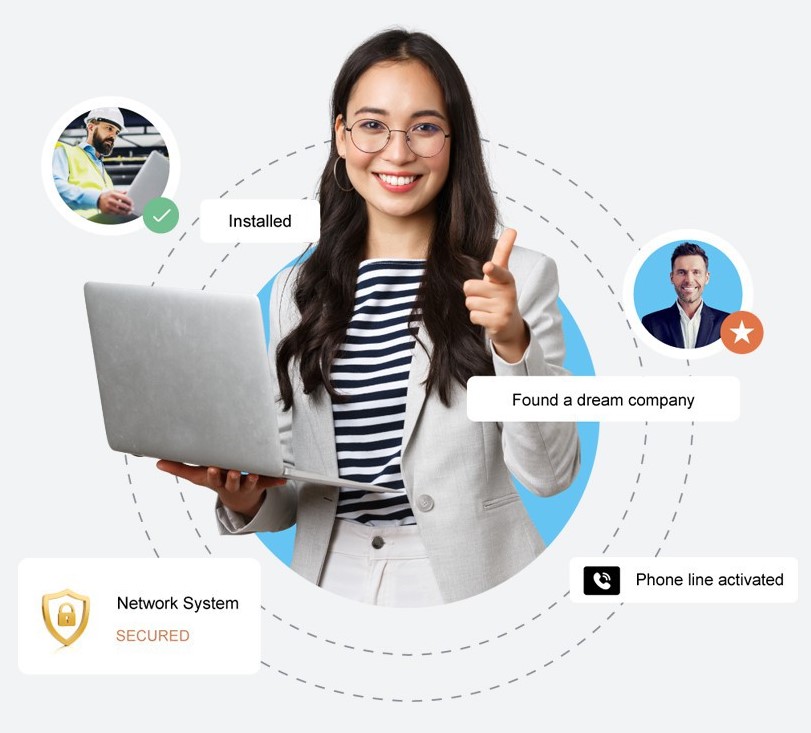 Installed
Found a dream company
Phone line activated
Network System
SECURED